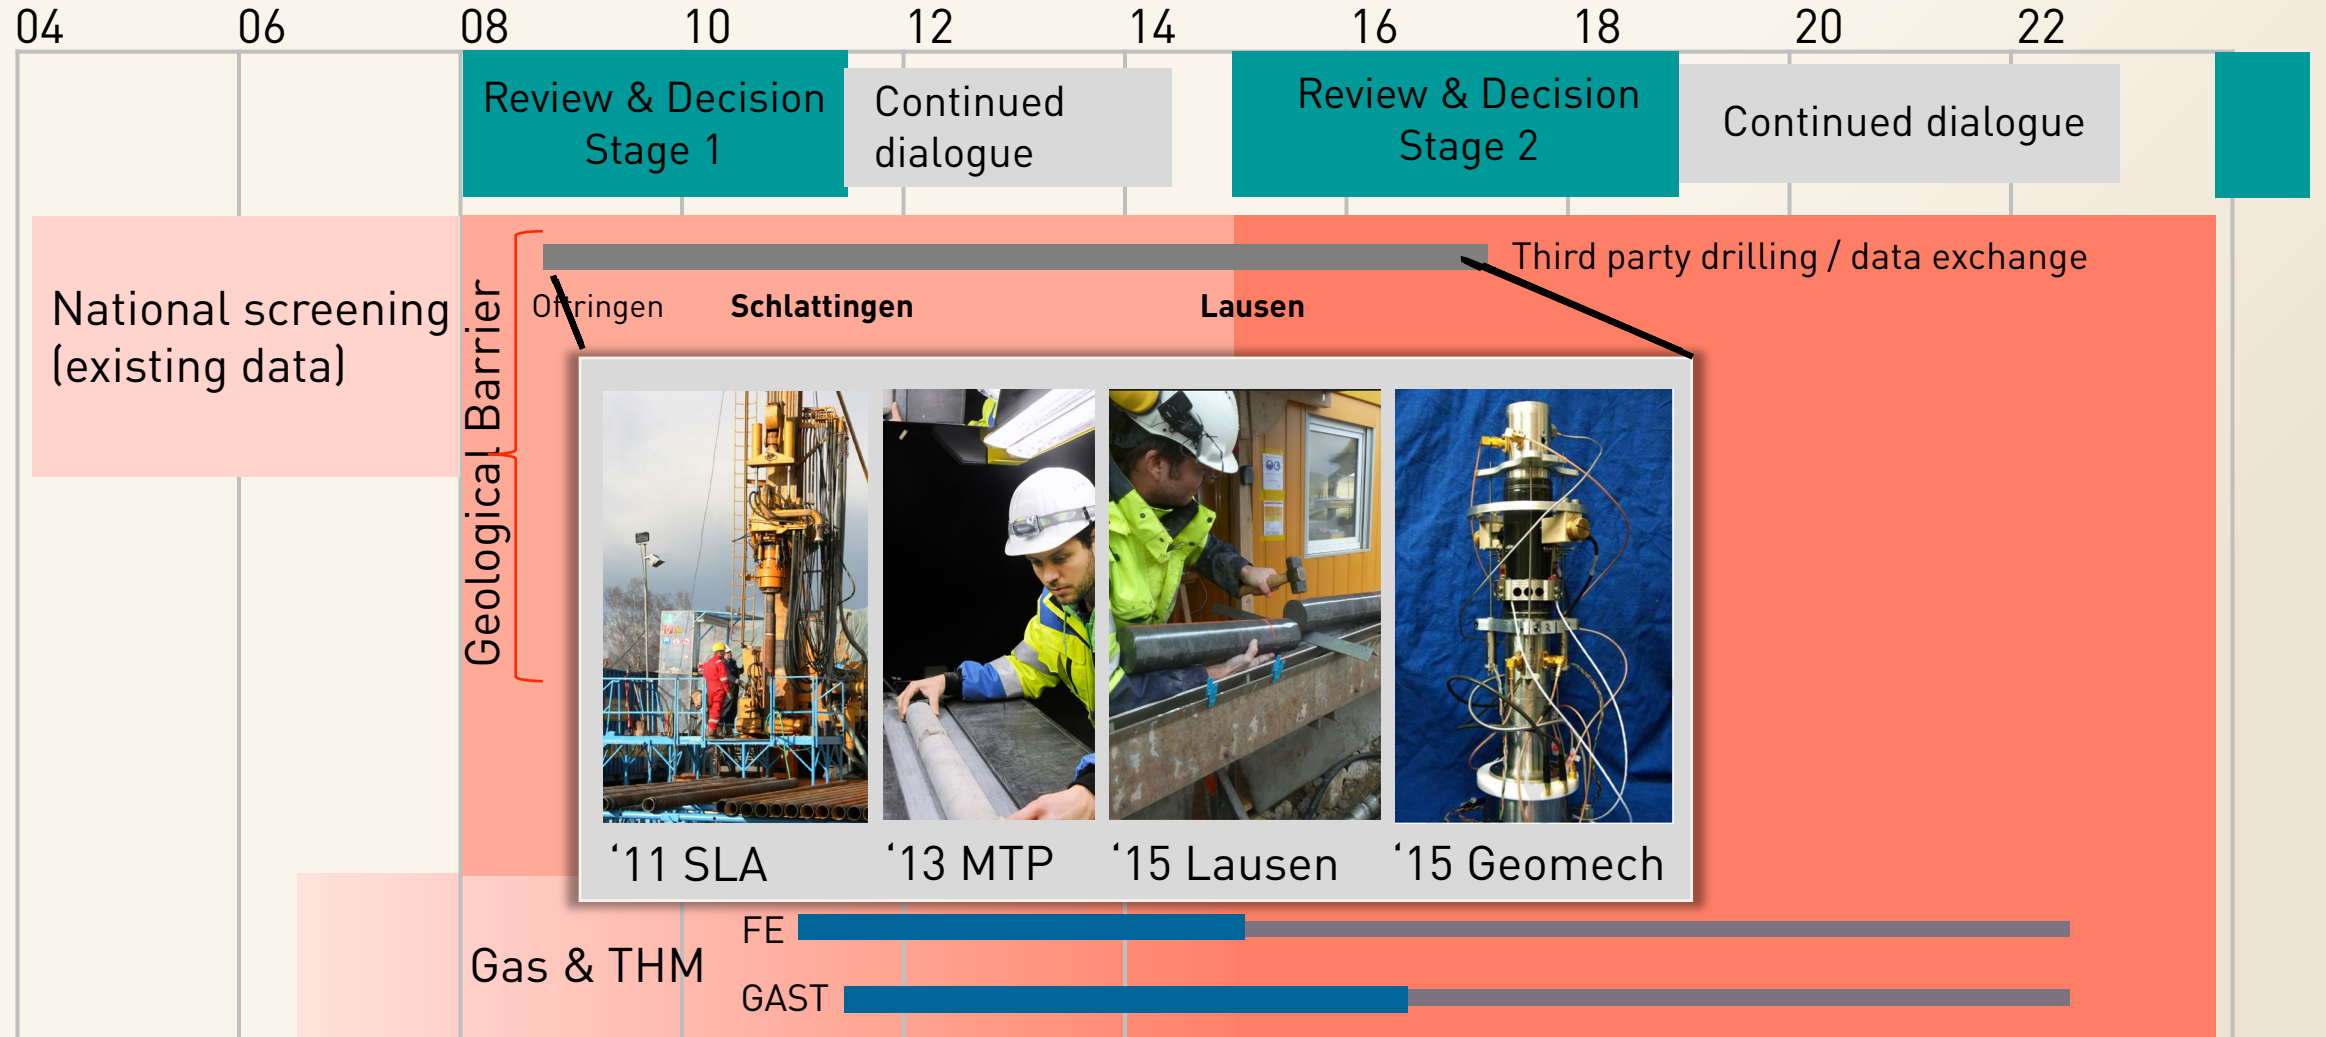 04 06 08 10 12 14 16 18 20 22
Review & Decision
Stage 1
Continued
dialogue
Review & Decision
Stage 2
Continued dialogue
National screening
(existing data)
Geological Barrier
Third party drilling / data exchange
Oftringen Schlattingen Lausen
‘11 SLA ‘13 MTP ‘15 Lausen ‘15 Geomech
FE
Gas & THM
GAST